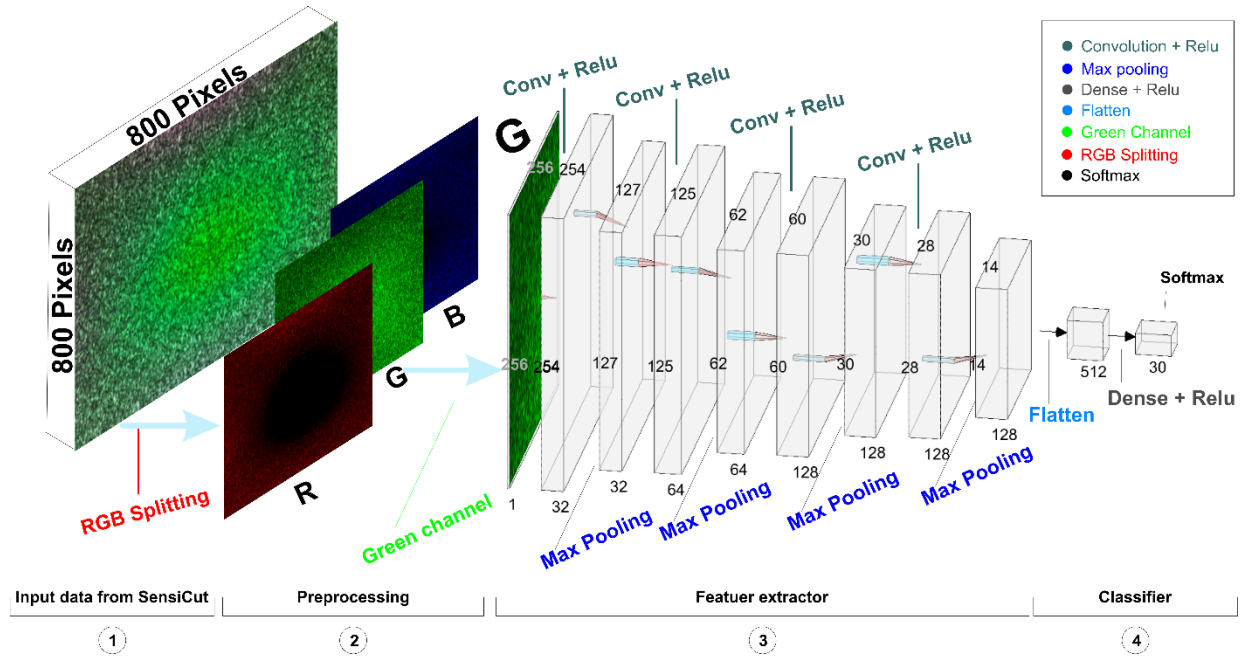 800 Pixels
800 Pixels
RGB Splitting
R
G
B
Green channel
G
Conv + Relu
Conv + Relu
Conv + Relu
Conv + Relu
256
254
127
125
62
60
30
28
14
256
254
127
125
62
60
30
28
14
1
32
32
64
64
128
128
128
128
Max Pooling
Max Pooling
Max Pooling
Max Pooling
Flatten
512
Dense + Relu
30
Softmax
Convolution + Relu
Max pooling
Dense + Relu
Flatten
Green Channel
RGB Splitting
Softmax
Input data from SensiCut
Preprocessing
Featuer extractor
Classifier
1
2
3
4